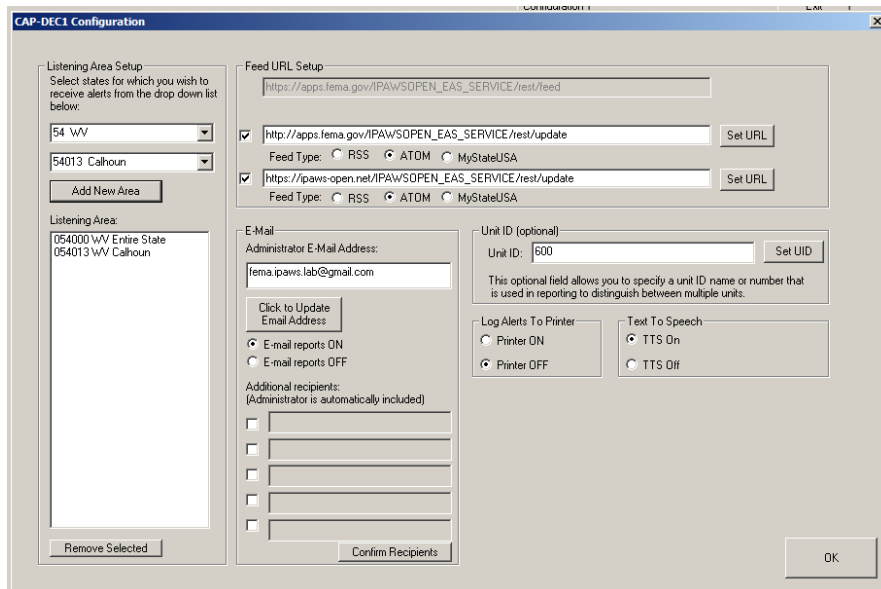 Configuration 1
Exit
CAP-DEC1 Configuration
Listening Area Setup
Select states for which you wish to
receive alerts from the drop down list
below:
54 WV
54013 Calhoun
Add New Area
Listening Area:
054000 WV Entire State
054013 WV Calhoun
Remove Selected
Feed URL Setup
https://apps.fema.gov/IPAWSOPEN_EAS_SERVICE/rest/feed
http://apps.fema.gov/IPAWSOPEN_EAS_SERVICE/rest/update
Set URL
Feed Type: RSS ATOM MyStateUSA
https://ipaws-open.net/IPAWSOPEN_EAS_SERVICE/rest/update
Set URL
Feed Type: RSS ATOM MyStateUSA
E-Mail
Administrator E-Mail Address:
fema.ipaws.lab@gmail.com
Click to Update
Email Address
E-mail reports ON
E-mail reports OFF
Additional recipients:
(Administrator is automatically included)
Confirm Recipients
Unit ID (optional)
Unit ID: 600
Set UID
This optional field allows you to specify a unit ID name or number that
is used in reporting to distinguish between multiple units.
Log Alerts To Printer
Printer ON
Printer OFF
Text To Speech
TTS On
TTS Off
OK